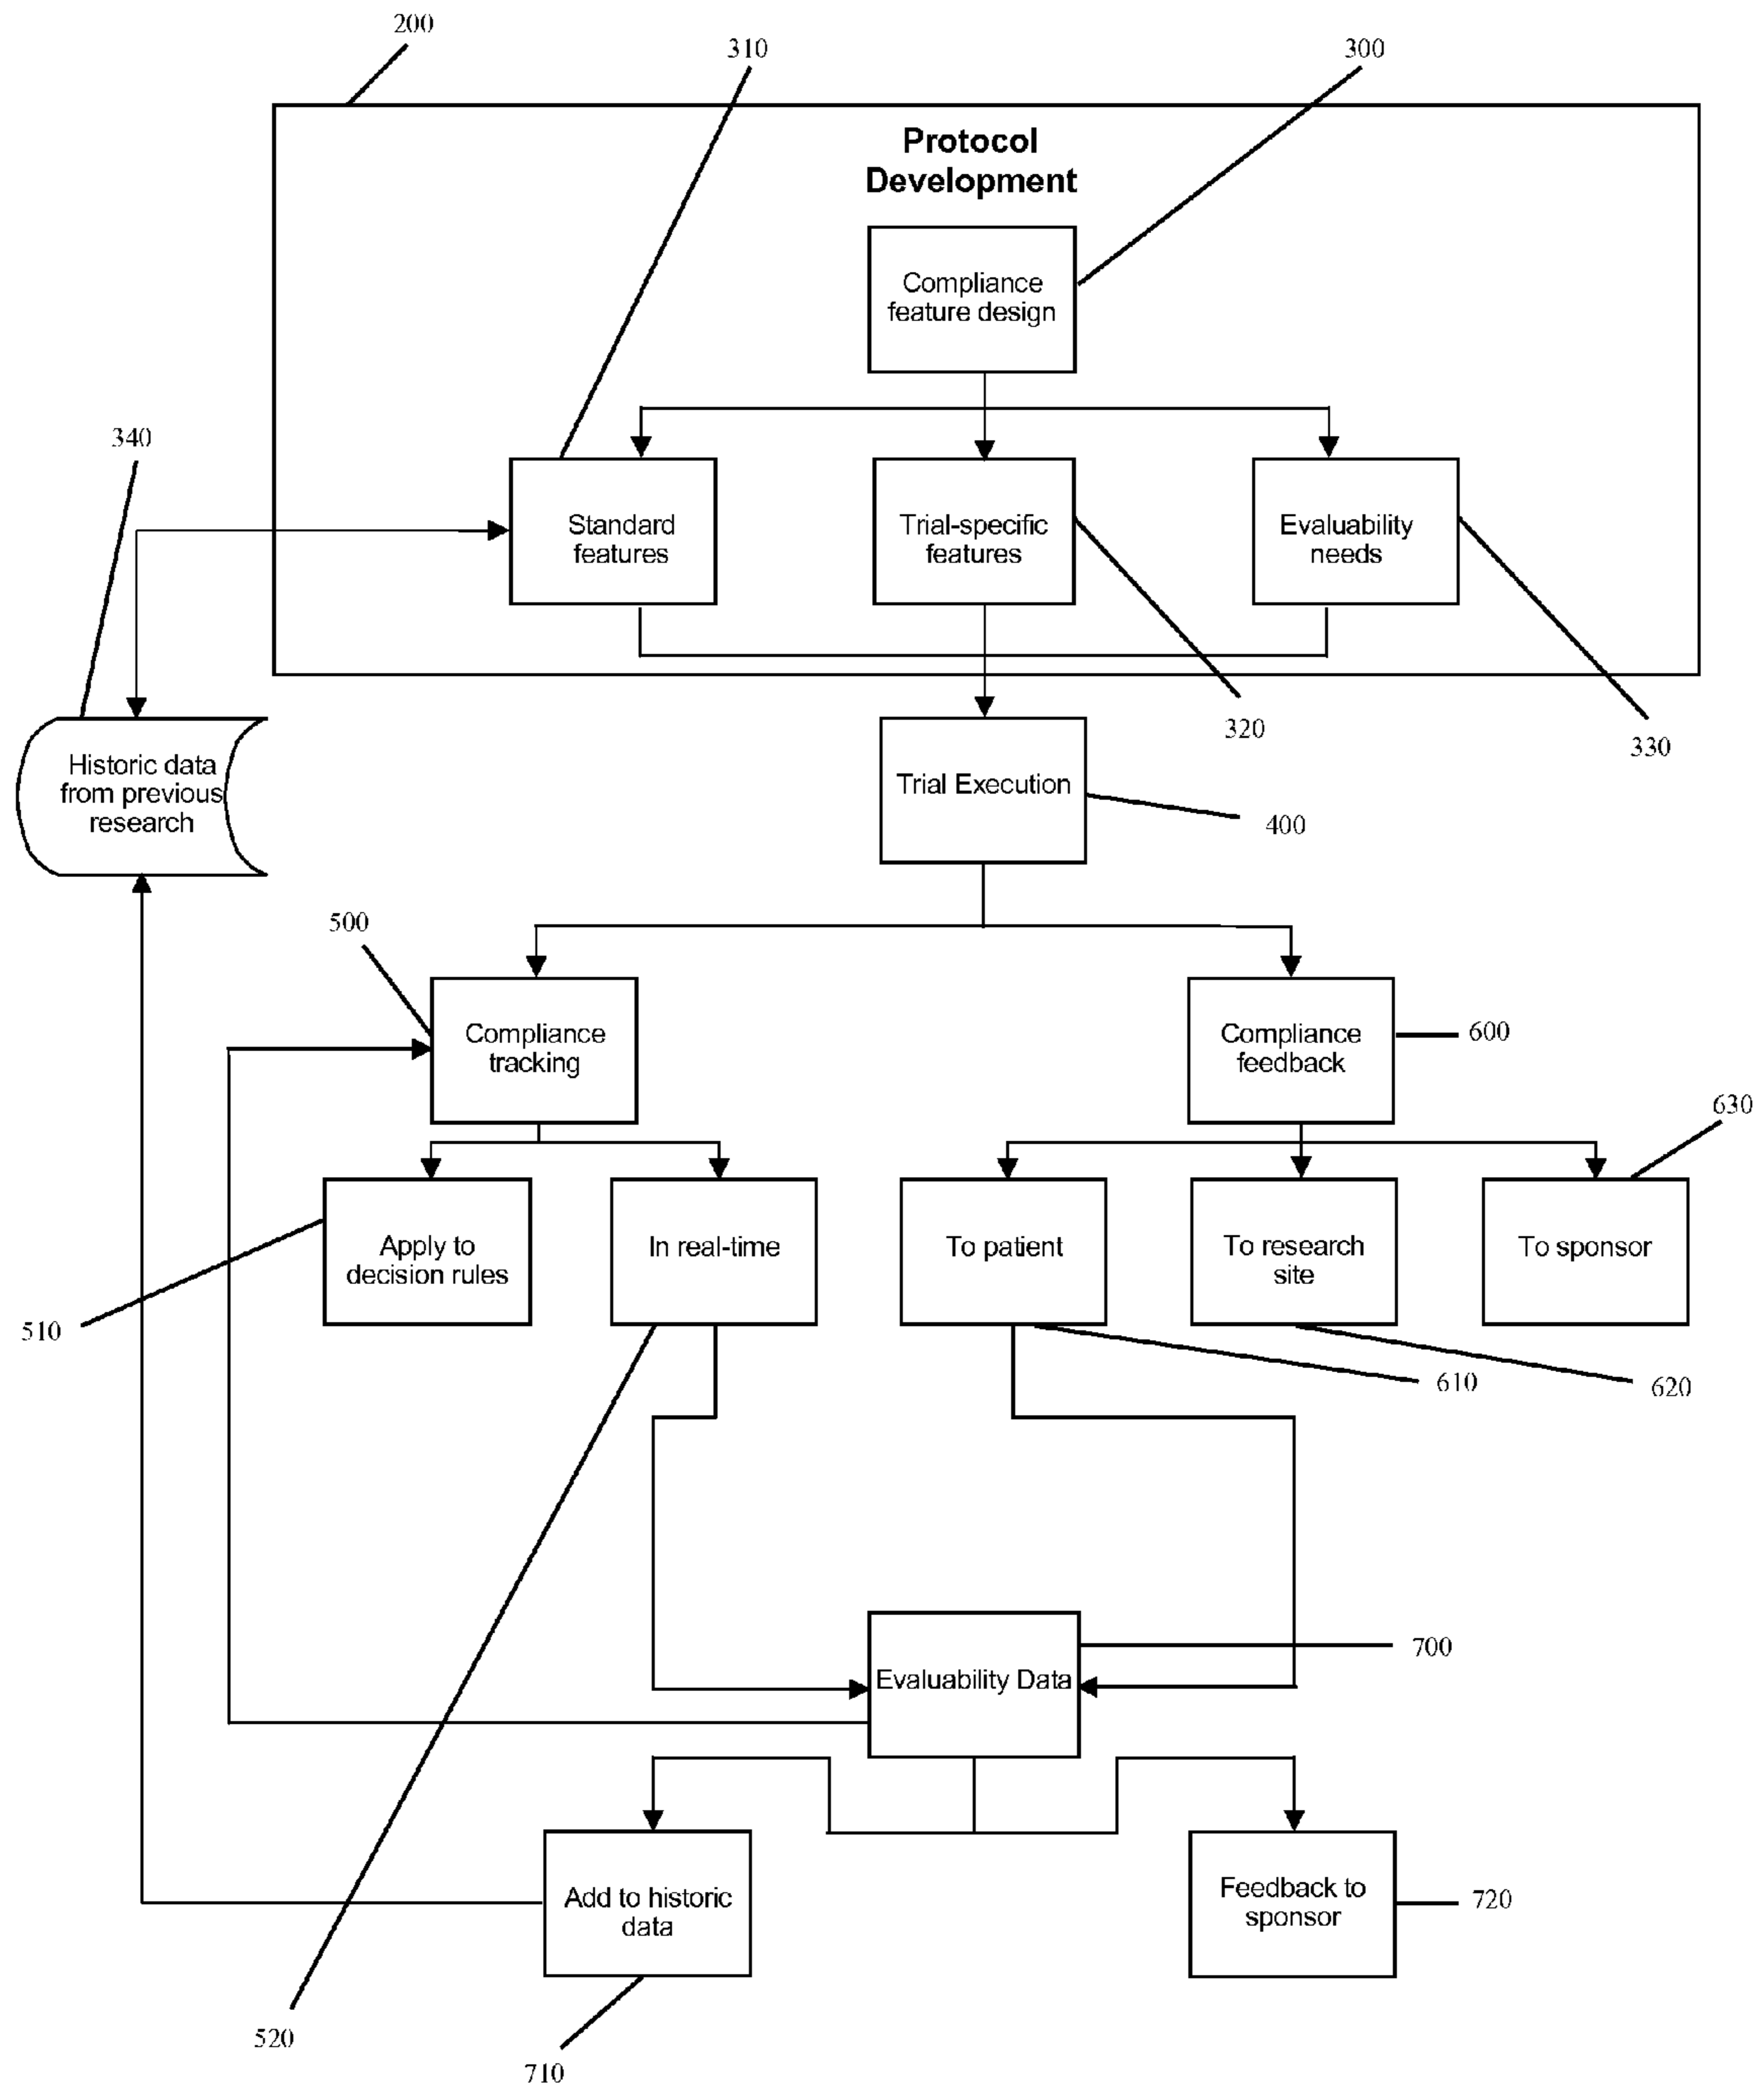 200
310
300
Protocol
Development
Compliance
feature design
340
Standard
features
Trial-specific
features
Evaluability
needs
320
330
Historic data
from previous
research
Trial Execution
400
500
Compliance
tracking
Compliance
feedback
600
630
Apply to
decision rules
In real-time
To patient
To research
site
To sponsor
510
610
620
700
Evaluability Data
Add to historic
data
Feedback to
sponsor
720
520
710